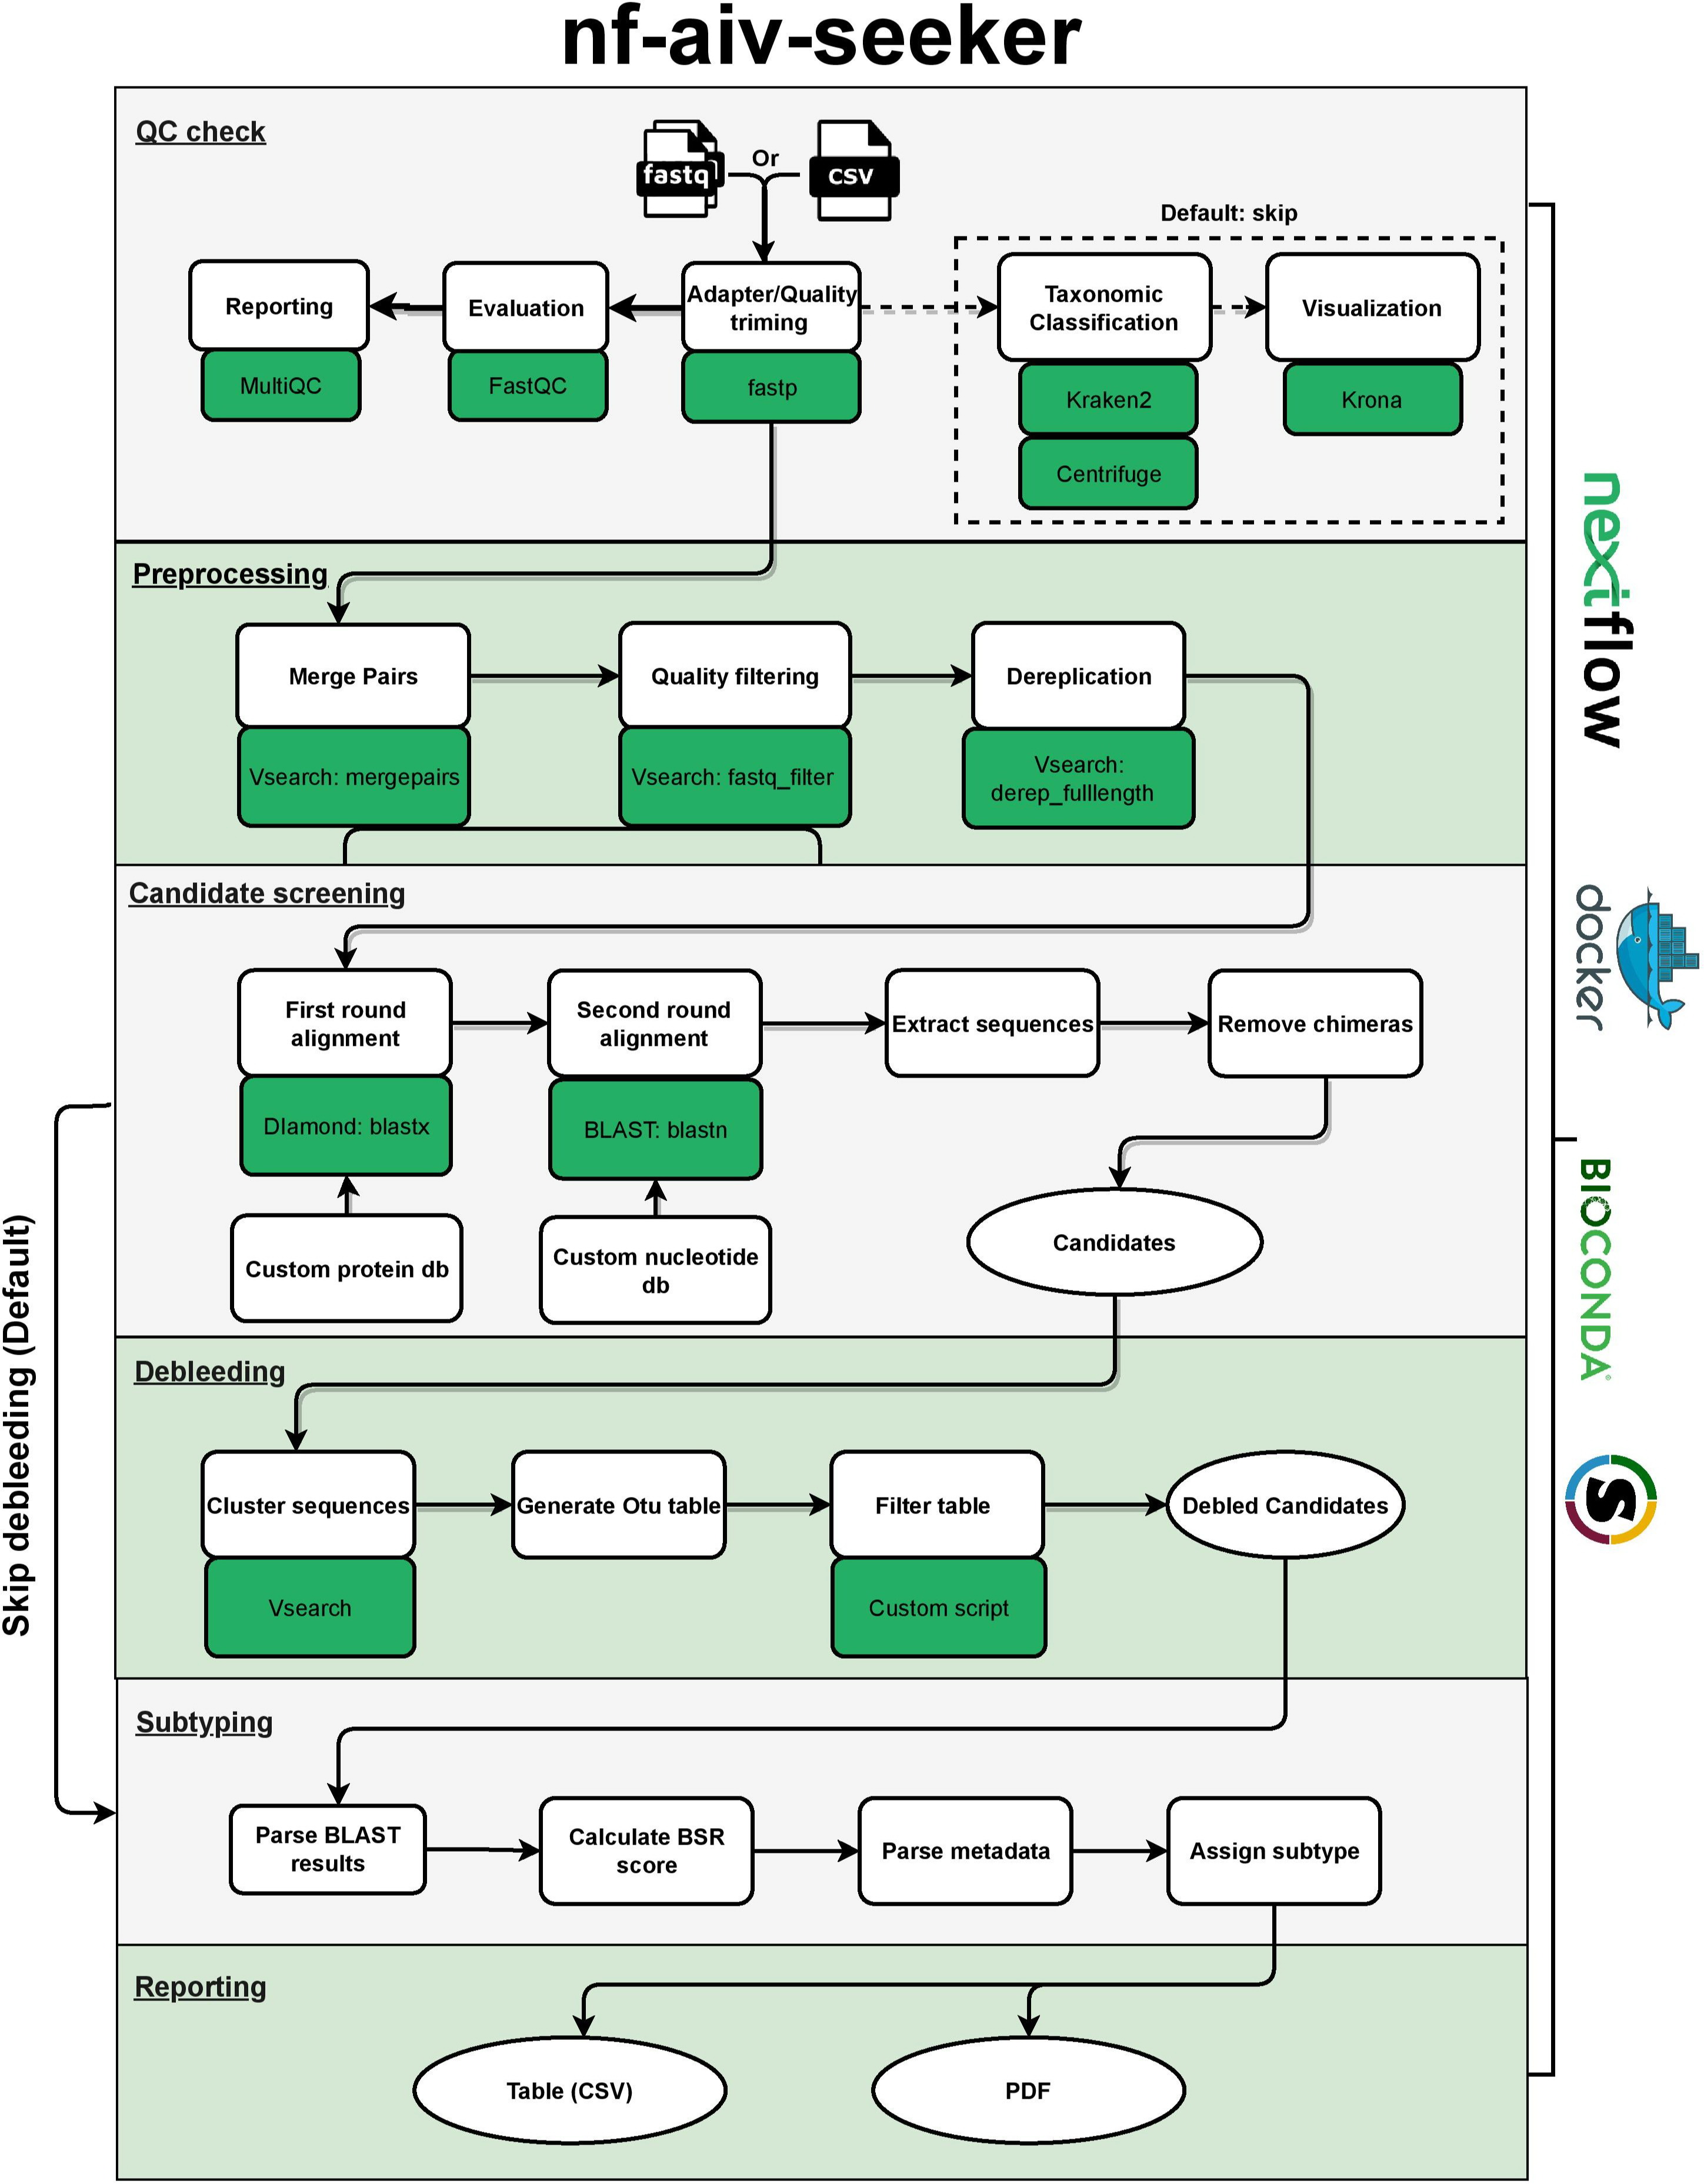 nf-aiv-seeker
QC check
fastq
Or
CSV
Default: skip
Reporting
Evaluation
Adapter/Quality
triming
Taxonomic
Classification
Visualization
MultiQC
FastQC
fastp
Kraken2
Krona
Centrifuge
Preprocessing
Merge Pairs
Quality filtering
Dereplication
Vsearch: mergepairs
Vsearch: fastq_filter
Vsearch:
derep_fulllength
Candidate screening
First round
alignment
Second round
alignment
Extract sequences
Remove chimeras
DIamond: blastx
BLAST: blastn
Custom protein db
Custom nucleotide
db
Candidates
Debleeding
Cluster sequences
Generate Otu table
Filter table
Debled Candidates
Vsearch
Custom script
Subtyping
Parse BLAST
results
Calculate BSR
score
Parse metadata
Assign subtype
Reporting
Table (CSV)
PDF
Skip debleeding (Default)
nextflow
docker
BIOCONDA®
S